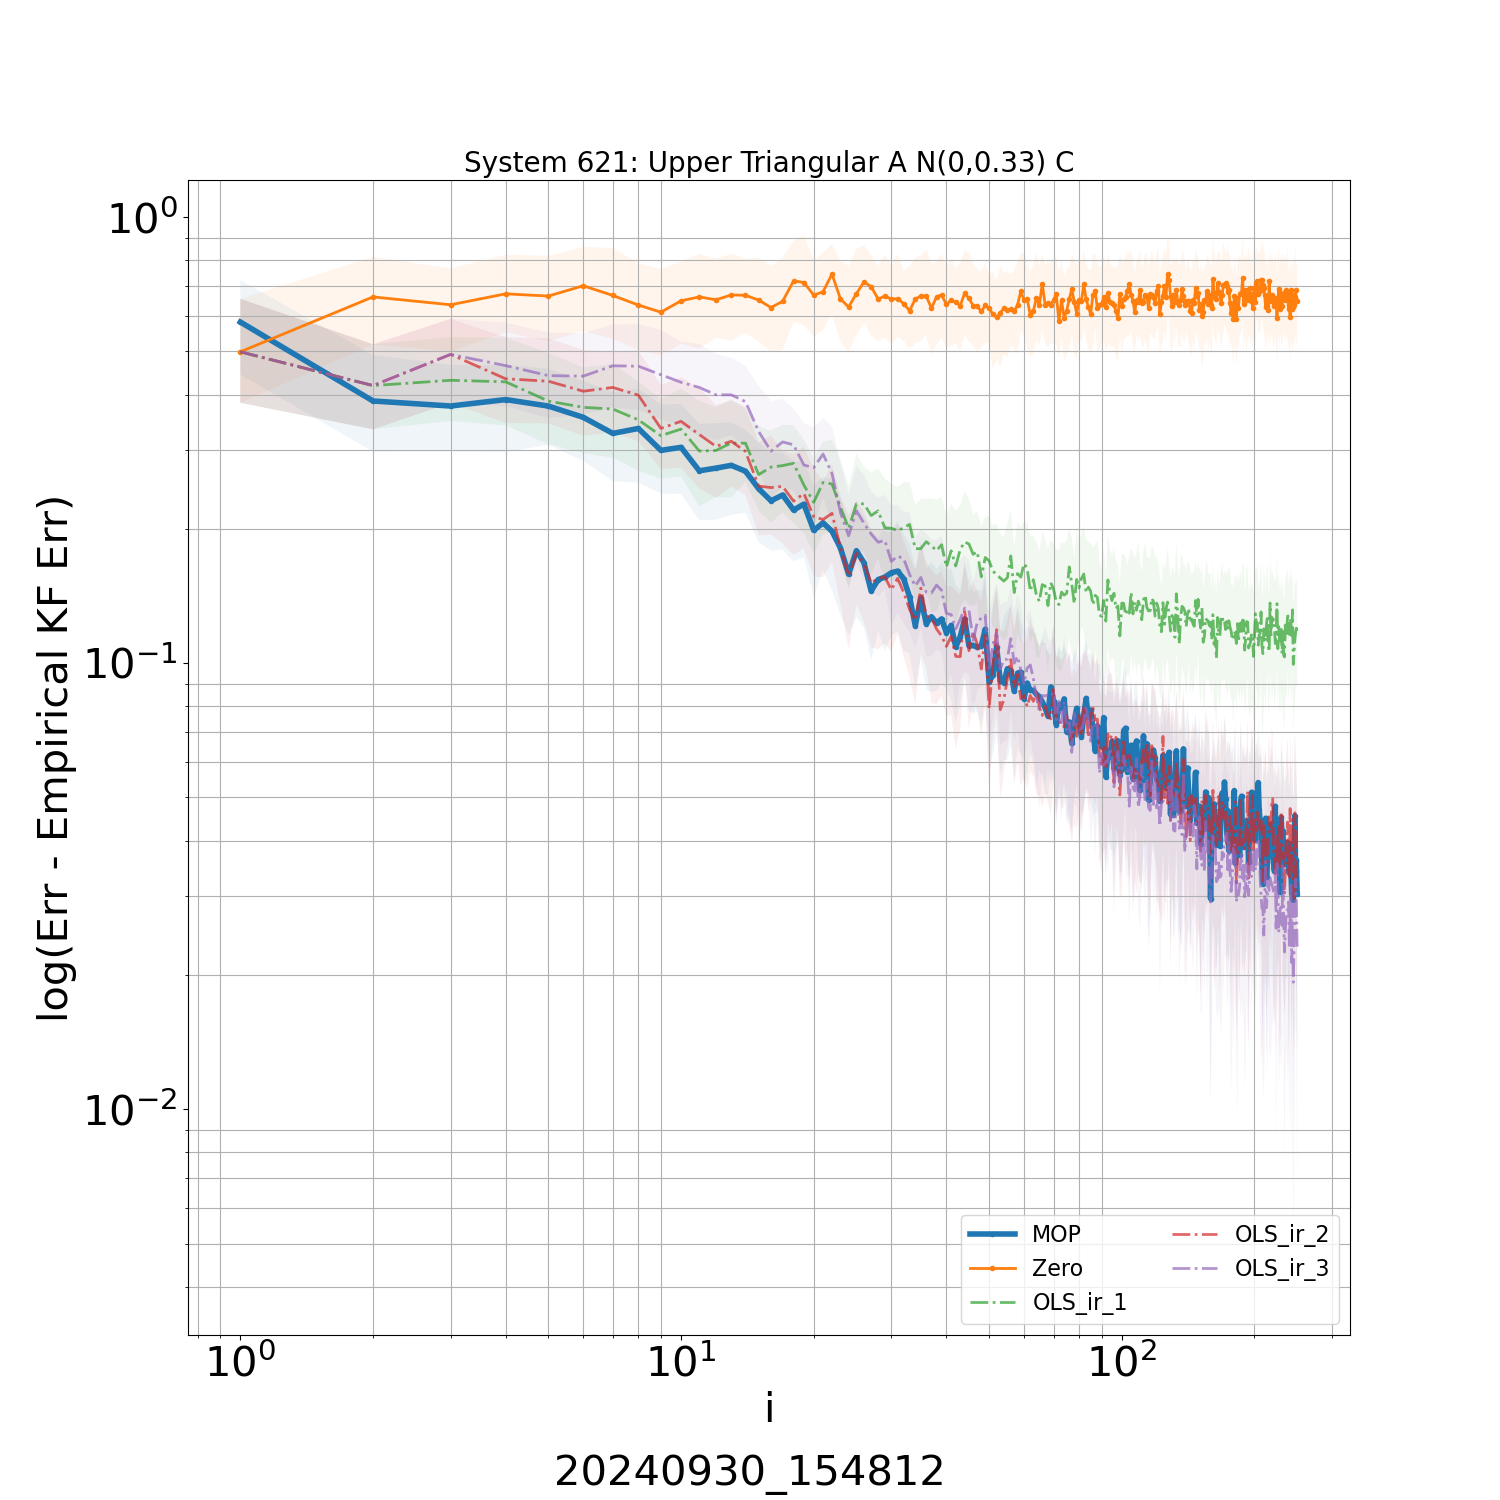 System 621: Upper Triangular A N(0,0.33) C
log(Err - Empirical KF Err)
10⁰
10⁻¹
10⁻²
10⁰ 10¹ 10²
i
MOP
Zero
OLS_ir_1
OLS_ir_2
OLS_ir_3
20240930_154812